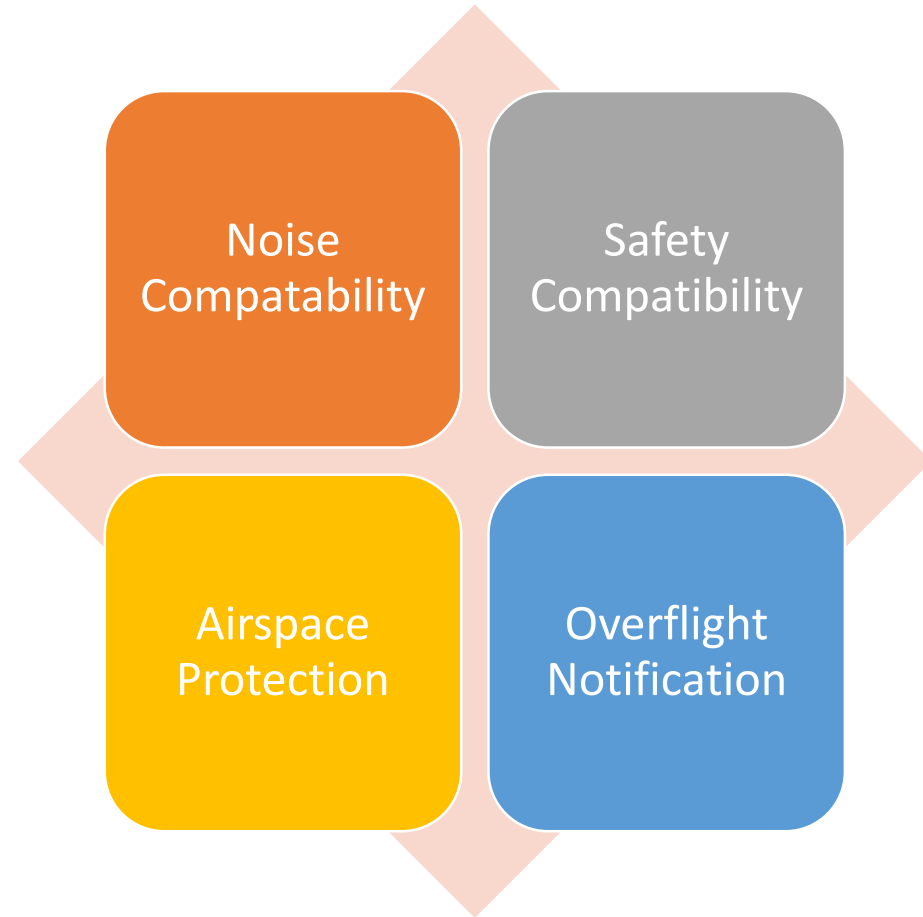 Noise
Compatability
Safety
Compatibility
Airspace
Protection
Overflight
Notification